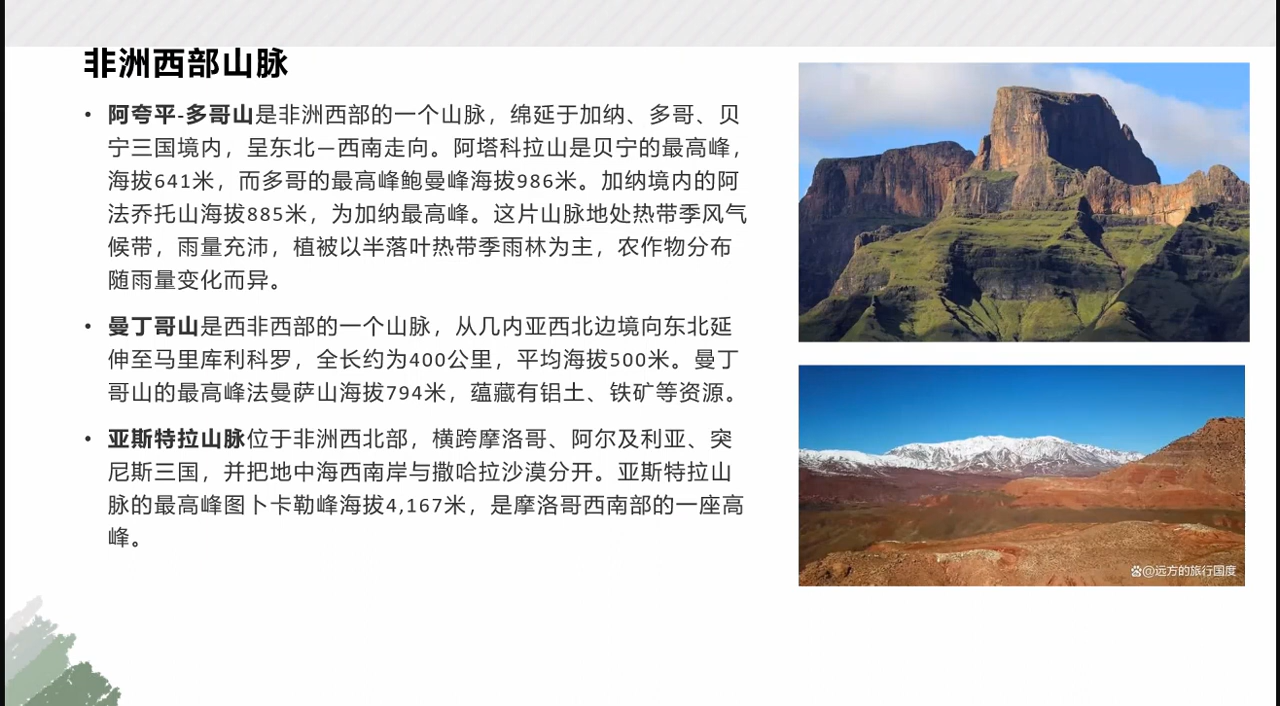 非洲西部山脉
• 阿夸平-多哥山是非洲西部的一个山脉，绵延于加纳、多哥、贝
宁三国境内，呈东北—西南走向。阿塔科拉山是贝宁的最高峰，
海拔641米，而多哥的最高峰鲍曼峰海拔986米。加纳境内的阿
法乔托山海拔885米，为加纳最高峰。这片山脉地处热带季风气
候带，雨量充沛，植被以半落叶热带季雨林为主，农作物分布
随雨量变化而异。
• 曼丁哥山是西非西部的一个山脉，从几内亚西北边境向东北延
伸至马里库利科罗，全长约为400公里，平均海拔500米。曼丁
哥山的最高峰法曼萨山海拔794米，蕴藏有铝土、铁矿等资源。
• 亚斯特拉山脉位于非洲西北部，横跨摩洛哥、阿尔及利亚、突
尼斯三国，并把地中海西南岸与撒哈拉沙漠分开。亚斯特拉山
脉的最高峰图卜卡勒峰海拔4,167米，是摩洛哥西南部的一座高
峰。
@远方的旅行国度